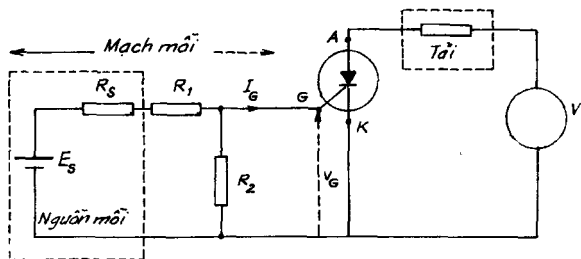 Mạch mồi
A
Tải
R_S
R_1
I_G
G
K
V
E_S
R_2
V_G
Nguồn mồi